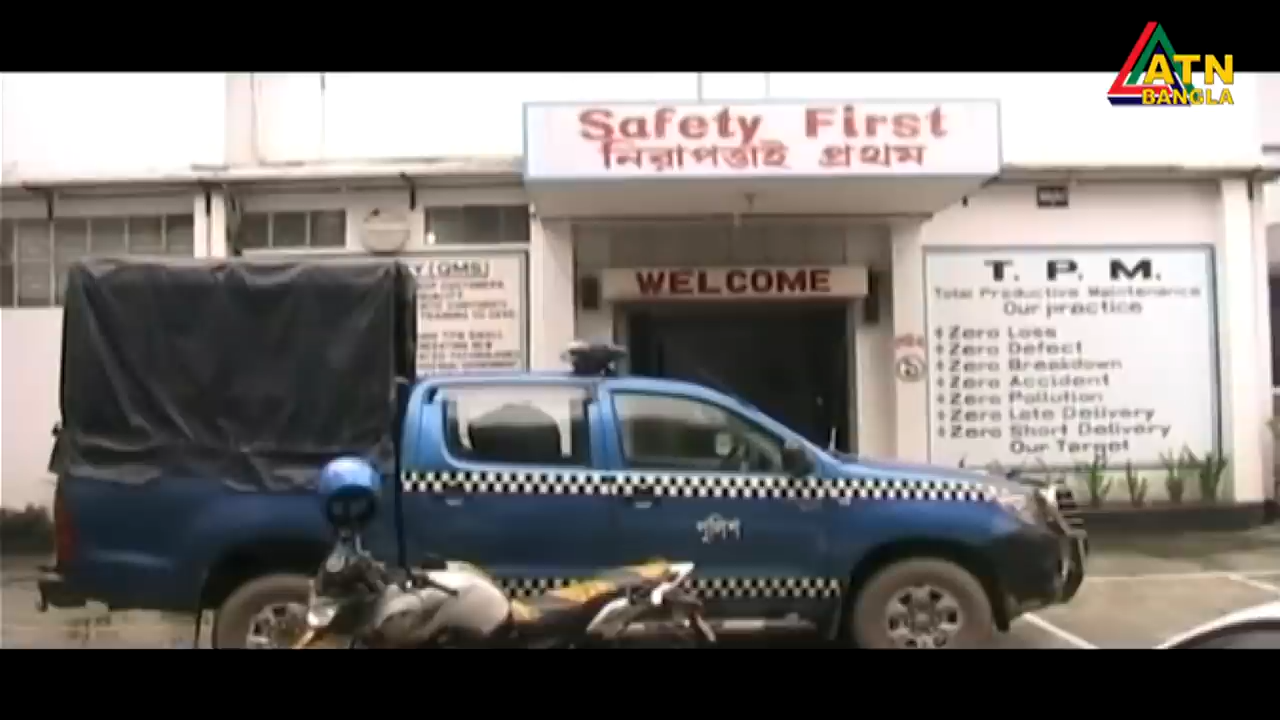 ATN
BANGLA
Safety First
নিরাপত্তাই প্রথম
WELCOME
Y (QMS)
T. P. M.
Total Productive Maintenance
Our practice
Zero Loss
Zero Defect
Zero Breakdown
Zero Accident
Zero Pollution
Zero Late Delivery
Zero Short Delivery
Our Target
পুলিশ